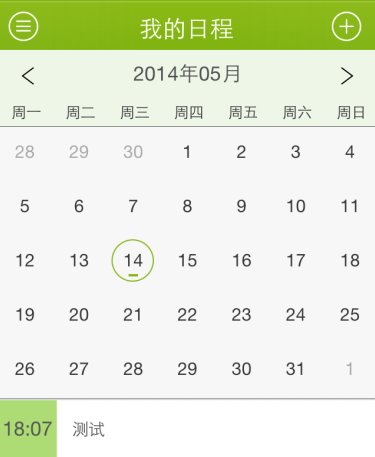 我的日程
2014年05月
周一 周二 周三 周四 周五 周六 周日
28 29 30 1 2 3 4
5 6 7 8 9 10 11
12 13 14 15 16 17 18
19 20 21 22 23 24 25
26 27 28 29 30 31 1
18:07 测试